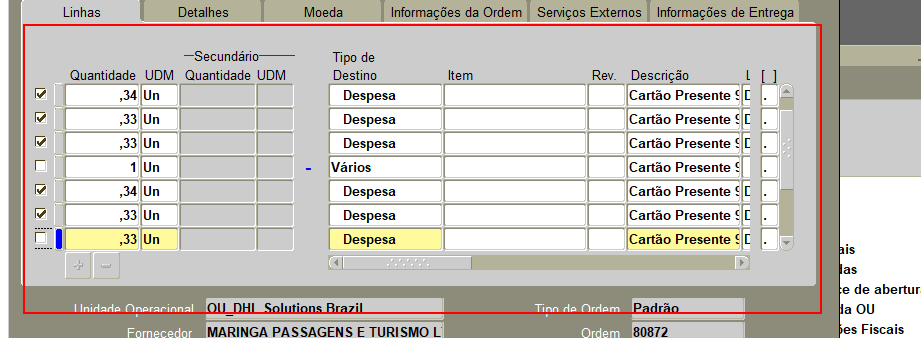 Linhas Detalhes Moeda Informações da Ordem Serviços Externos Informações de Entrega
Secundário Tipo de
Quantidade UDM Quantidade UDM Destino Item Rev. Descrição L [ ]
,34 Un Despesa Cartão Presente 9 D .
,33 Un Despesa Cartão Presente 9 D .
,33 Un Despesa Cartão Presente 9 D .
1 Un - Vários Cartão Presente 9 D .
,34 Un Despesa Cartão Presente 9 D .
,33 Un Despesa Cartão Presente 9 D .
,33 Un Despesa Cartão Presente 9 D .
ais
das
Unidade Operacional OU_DHL_Solutions Brazil Tipo de Ordem Padrão
ce de abertura
da OU
Fornecedor MARINGA PASSAGENS E TURISMO L Ordem 80872
ões Fiscais